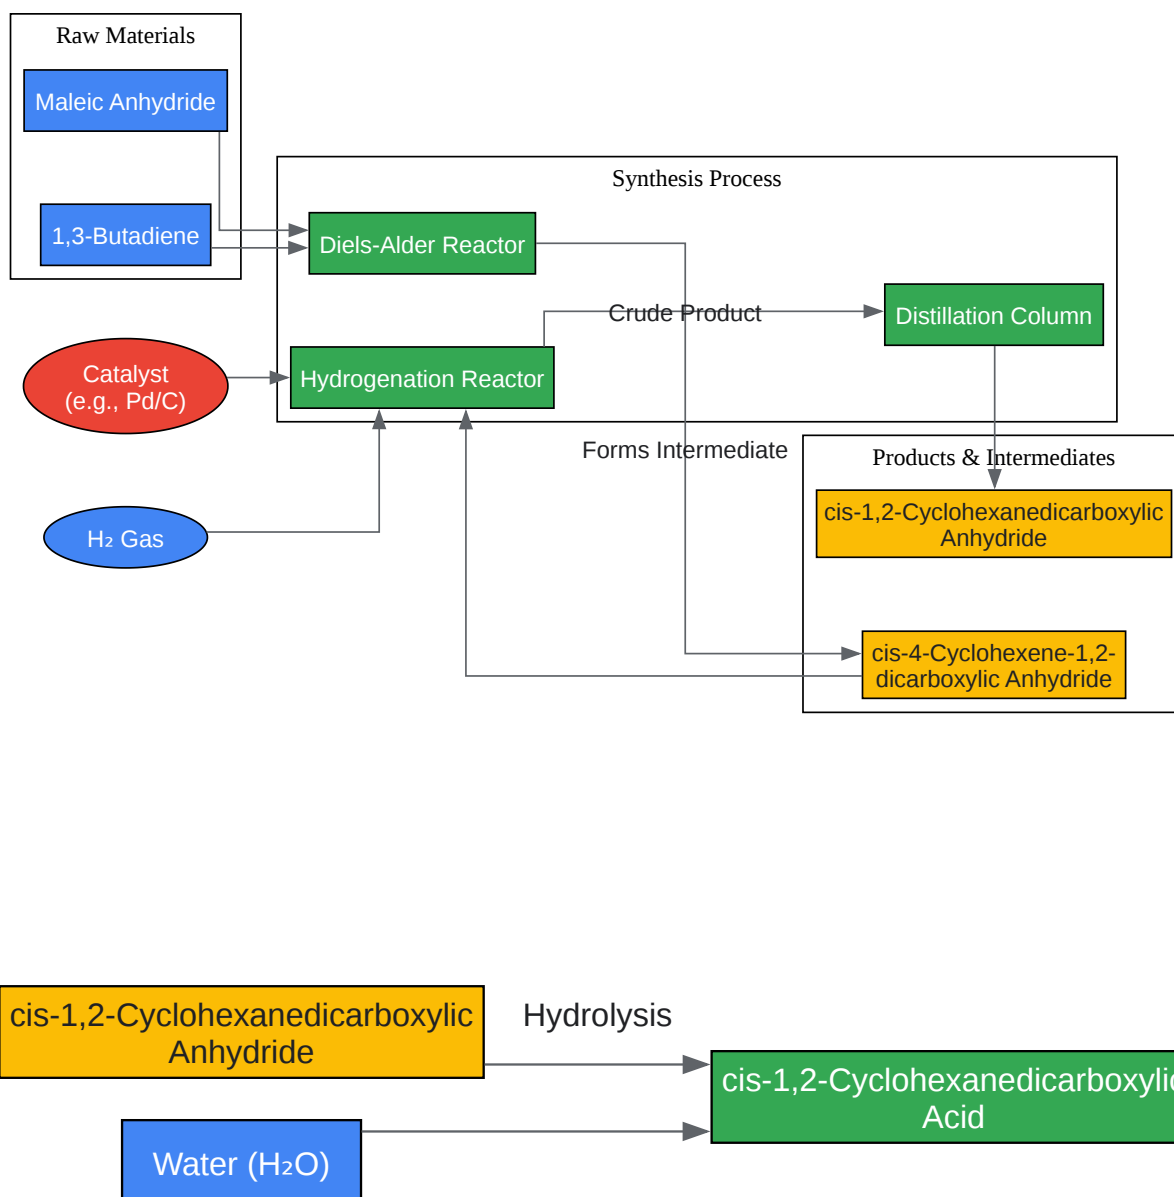 Raw Materials
Maleic Anhydride
1,3-Butadiene
Synthesis Process
Diels-Alder Reactor
Crude Product
Distillation Column
Catalyst
(e.g., Pd/C)
Hydrogenation Reactor
Forms Intermediate
Products & Intermediates
H₂ Gas
cis-1,2-Cyclohexanedicarboxylic
Anhydride
cis-4-Cyclohexene-1,2-
dicarboxylic Anhydride
cis-1,2-Cyclohexanedicarboxylic
Anhydride
Hydrolysis
cis-1,2-Cyclohexanedicarboxylic
Acid
Water (H₂O)